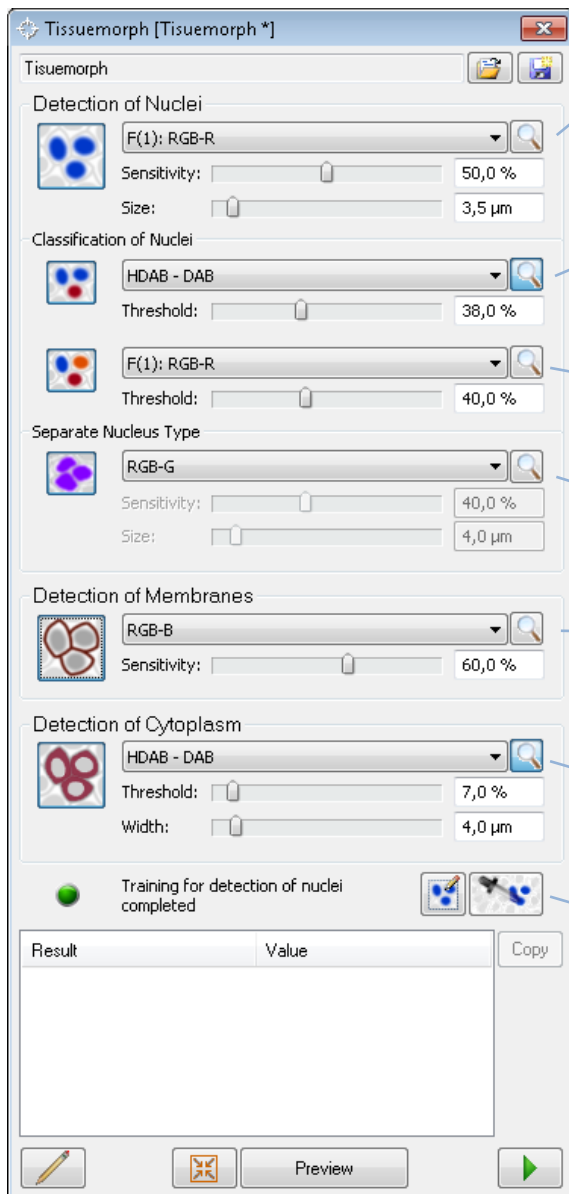 Tissuemorph [Tisuemorph *]
Tisuemorph
Detection of Nuclei
F(1): RGB-R
Sensitivity: 50,0 %
Size: 3,5 µm
Classification of Nuclei
HDAB - DAB
Threshold: 38,0 %
F(1): RGB-R
Threshold: 40,0 %
Separate Nucleus Type
RGB-G
Sensitivity: 40,0 %
Size: 4,0 µm
Detection of Membranes
RGB-B
Sensitivity: 60,0 %
Detection of Cytoplasm
HDAB - DAB
Threshold: 7,0 %
Width: 4,0 µm
Training for detection of nuclei
completed
Result Value Copy
Preview